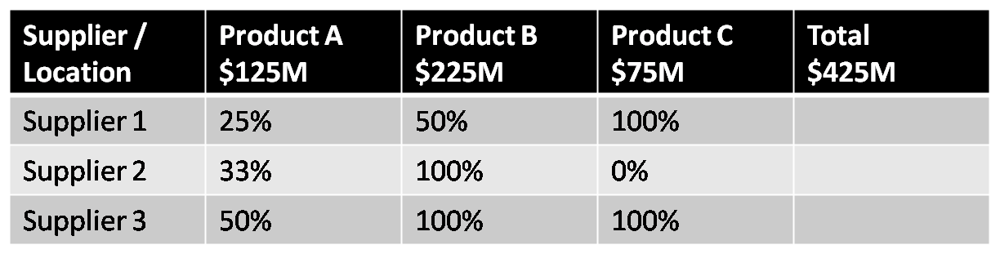 Supplier / Location Product A $125M Product B $225M Product C $75M Total $425M
Supplier 1 25% 50% 100%
Supplier 2 33% 100% 0%
Supplier 3 50% 100% 100%